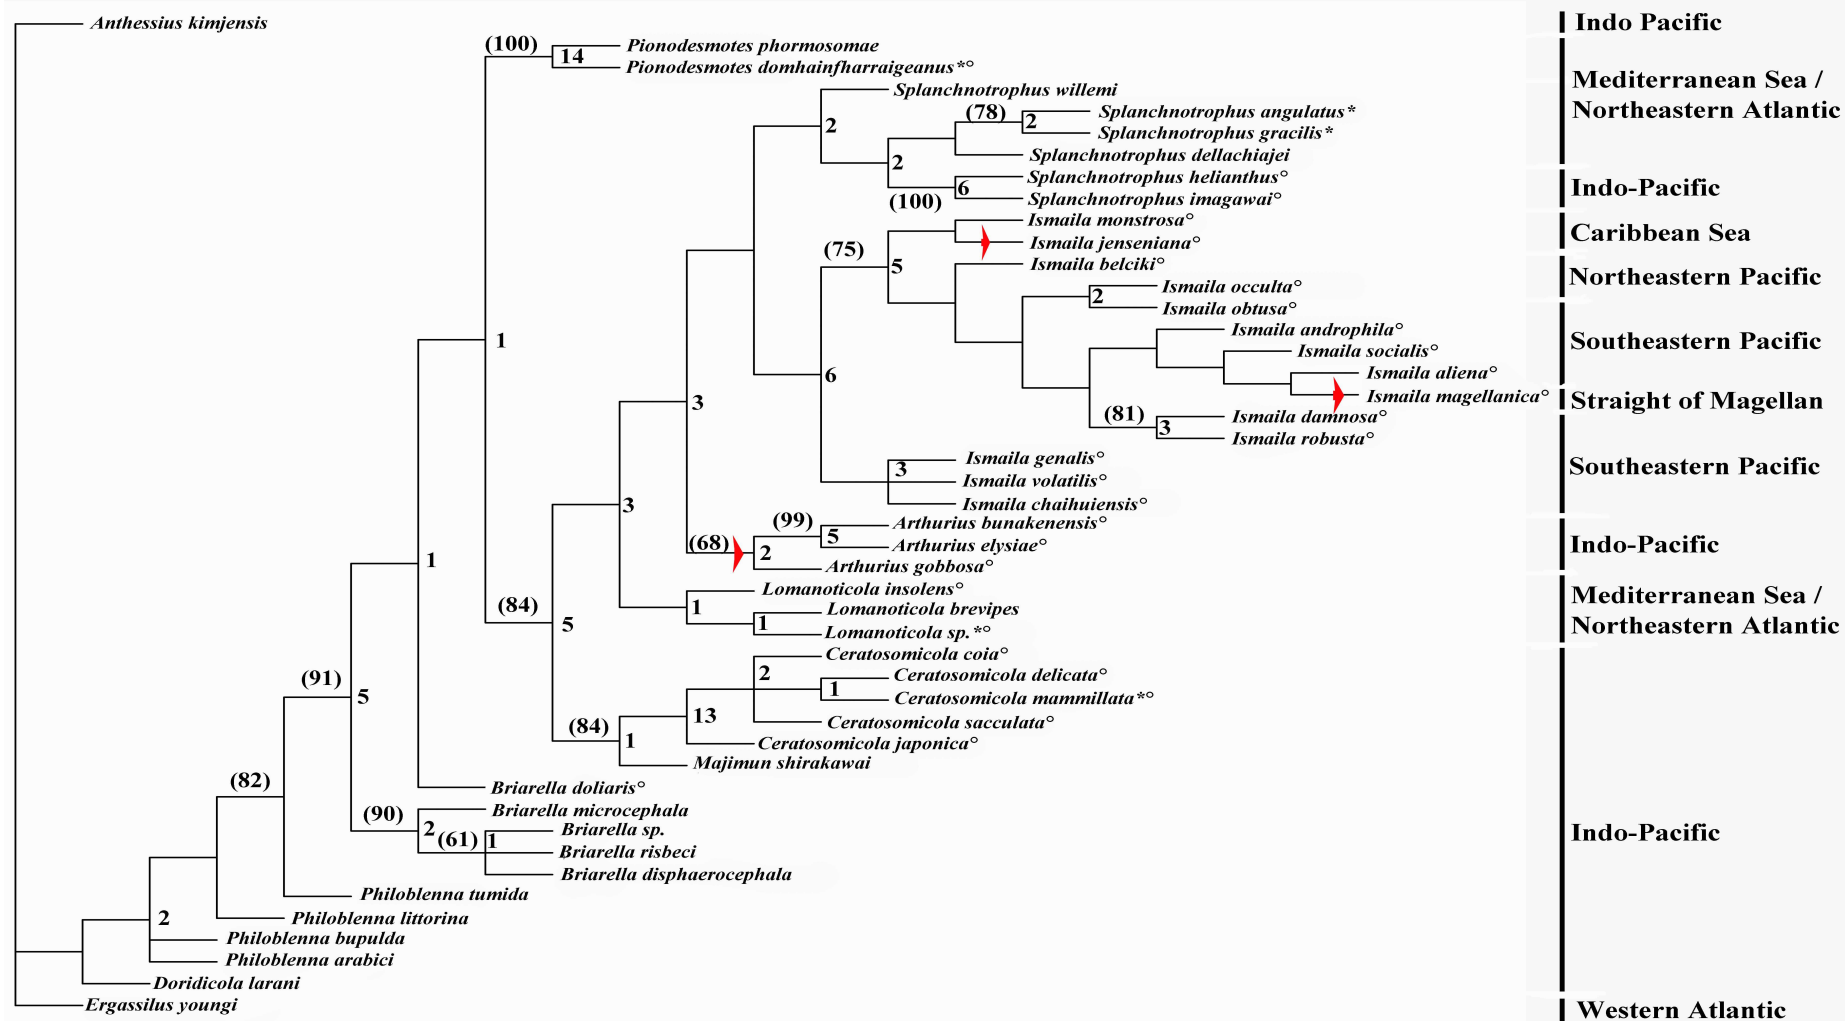 Anthessius kimjensis
Indo Pacific
(100)
14
Pionodesmotes phormosomae
Pionodesmotes domhainfharraigeanus*°
Mediterranean Sea /
Northeastern Atlantic
Splanchnotrophus willemi
2
(78)
2
Splanchnotrophus angulatus*
Splanchnotrophus gracilis*
2
Splanchnotrophus dellachiajei
Splanchnotrophus helianthus°
6
(100)
Splanchnotrophus imagawai°
Indo-Pacific
Ismaila monstrosa°
Ismaila jenseniana°
Caribbean Sea
(75)
5
Ismaila belciki°
Northeastern Pacific
Ismaila occulta°
2
Ismaila obtusa°
Ismaila androphila°
1
Southeastern Pacific
Ismaila socialis°
6
Ismaila aliena°
Ismaila magellanica°
Straight of Magellan
3
(81)
3
Ismaila damnosa°
Ismaila robusta°
Ismaila genalis°
3
Southeastern Pacific
Ismaila volatilis°
Ismaila chaihuiensis°
3
(99)
5
Arthurius bunakenensis°
Arthurius elysiae°
Indo-Pacific
(68)
2
1
Arthurius gobbosa°
Lomanoticola insolens°
Mediterranean Sea /
Northeastern Atlantic
(84)
5
1
Lomanoticola brevipes
1
Lomanoticola sp.*°
Ceratosomicola coia°
2
Ceratosomicola delicata°
1
Ceratosomicola mammillata*°
(91)
5
13
Ceratosomicola sacculata°
(84)
1
Ceratosomicola japonica°
Majimun shirakawai
(82)
Briarella doliaris°
Briarella microcephala
(90)
2
(61)
1
Briarella sp.
Indo-Pacific
Briarella risbeci
Briarella disphaerocephala
Philoblenna tumida
2
Philoblenna littorina
Philoblenna bupulda
Philoblenna arabici
Doridicola larani
Ergassilus youngi
Western Atlantic